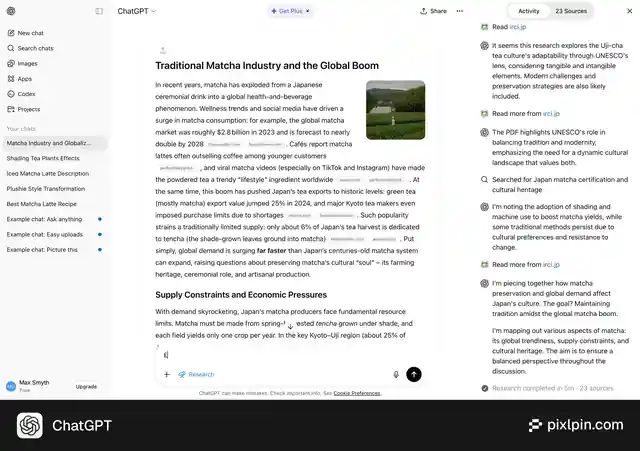 ChatGPT
Get Plus
Share
Activity
23 Sources
New chat
Search chats
Images
Apps
Codex
Projects
Your chats
Matcha Industry and Globaliz...
Shading Tea Plants Effects
Iced Matcha Latte Description
Plushie Style Transformation
Best Matcha Latte Recipe
Example chat: Ask anything
Example chat: Easy uploads
Example chat: Picture this
Max Smyth
Free
Upgrade
Traditional Matcha Industry and the Global Boom
In recent years, matcha has exploded from a Japanese
ceremonial drink into a global health-and-beverage
phenomenon. Wellness trends and social media have driven a
surge in matcha consumption: for example, the global matcha
market was roughly $2.8 billion in 2023 and is forecast to nearly
double by 2028 . Cafés report matcha
lattes often outselling coffee among younger customers
, and viral matcha videos (especially on TikTok and Instagram) have made
the powdered tea a trendy "lifestyle" ingredient worldwide . At
the same time, this boom has pushed Japan's tea exports to historic levels: green tea
(mostly matcha) export value jumped 25% in 2024, and major Kyoto tea makers even
imposed purchase limits due to shortages . Such popularity
strains a traditionally limited supply: only about 6% of Japan's tea harvest is dedicated
to tencha (the shade-grown leaves ground into matcha) . Put
simply, global demand is surging far faster than Japan's centuries-old matcha system
can expand, raising questions about preserving matcha's cultural "soul" – its farming
heritage, ceremonial role, and artisanal production.
Supply Constraints and Economic Pressures
With demand skyrocketing, Japan's matcha producers face fundamental resource
limits. Matcha must be made from spring-ested tencha grown under shade, and
each field yields only one crop per year. In the key Kyoto–Uji region (about 25% of
Research
ChatGPT can make mistakes. Check important info. See Cookie Preferences.
Read irci.jp
It seems this research explores the Uji-cha
tea culture's adaptability through UNESCO's
lens, considering tangible and intangible
elements. Modern challenges and
preservation strategies are also likely
included.
Read more from irci.jp
The PDF highlights UNESCO's role in
balancing tradition and modernity,
emphasizing the need for a dynamic cultural
landscape that values both.
Searched for Japan matcha certification and
cultural heritage
I'm noting the adoption of shading and
machine use to boost matcha yields, while
some traditional methods persist due to
cultural preferences and resistance to
change.
Read more from irci.jp
I'm piecing together how matcha
preservation and global demand affect
Japan's culture. The goal? Maintaining
tradition amidst the global matcha boom.
I'm mapping out various aspects of matcha:
its global trendiness, supply constraints, and
cultural heritage. The aim is to ensure a
balanced perspective throughout the
discussion.
Research completed in 5m · 23 sources
ChatGPT
pixlpin.com